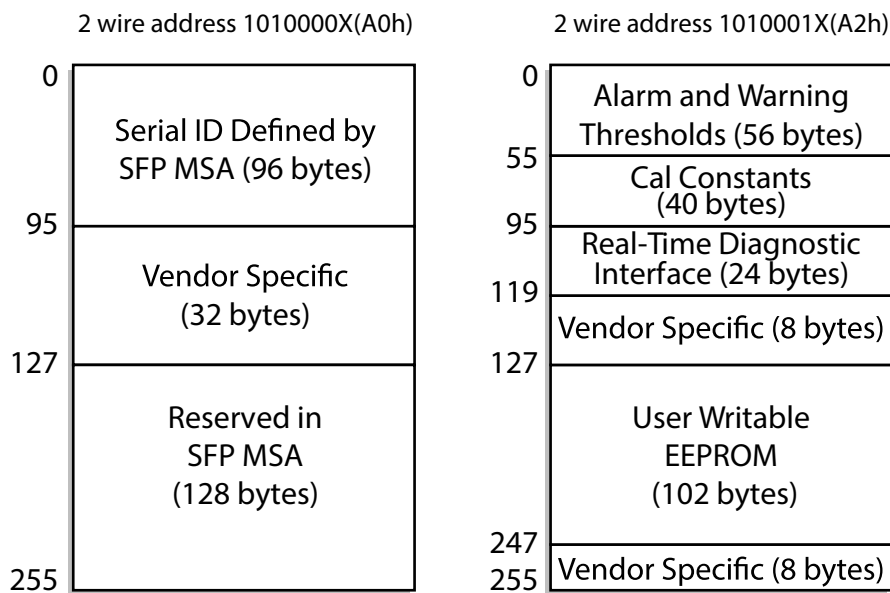 2 wire address 1010000X(A0h)
0
Serial ID Defined by
SFP MSA (96 bytes)
95
Vendor Specific
(32 bytes)
127
Reserved in
SFP MSA
(128 bytes)
255
2 wire address 1010001X(A2h)
0
Alarm and Warning
Thresholds (56 bytes)
55
Cal Constants
(40 bytes)
95
Real-Time Diagnostic
Interface (24 bytes)
119
Vendor Specific (8 bytes)
127
User Writable
EEPROM
(102 bytes)
247
Vendor Specific (8 bytes)
255